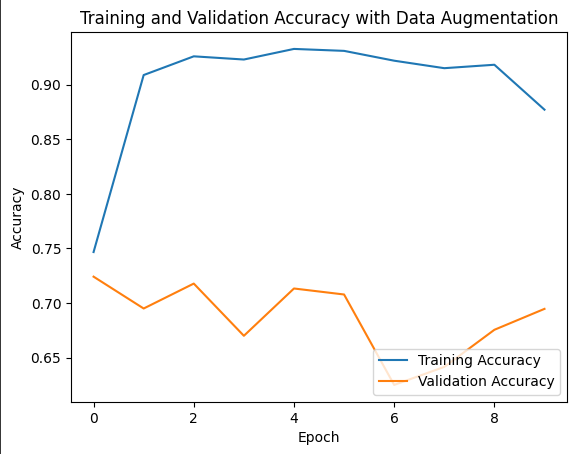 Training and Validation Accuracy with Data Augmentation
Accuracy
0.90
0.85
0.80
0.75
0.70
0.65
Training Accuracy
Validation Accuracy
0
2
4
6
8
Epoch